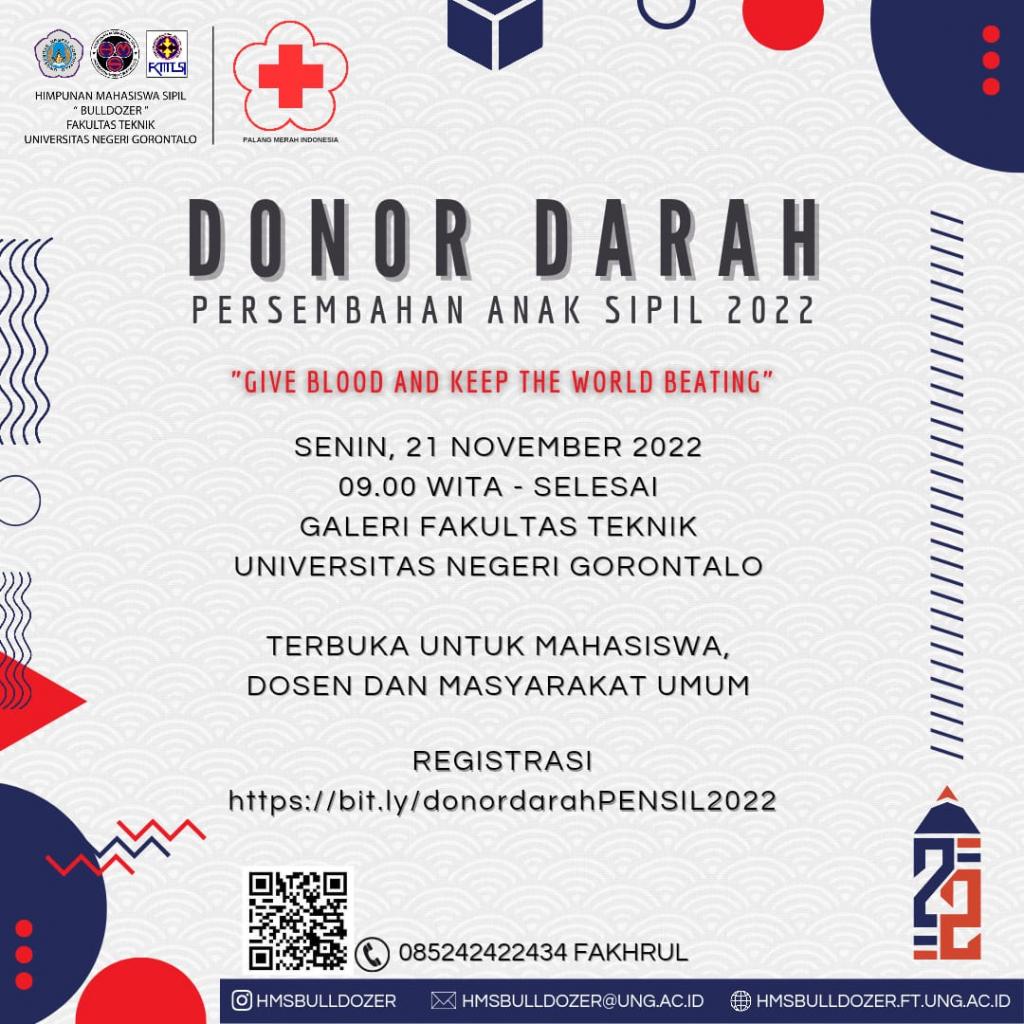 FKMTSI
HIMPUNAN MAHASISWA SIPIL
" BULLDOZER "
FAKULTAS TEKNIK
UNIVERSITAS NEGERI GORONTALO
PALANG MERAH INDONESIA
DONOR DARAH
PERSEMBAHAN ANAK SIPIL 2022
"GIVE BLOOD AND KEEP THE WORLD BEATING"
SENIN, 21 NOVEMBER 2022
09.00 WITA - SELESAI
GALERI FAKULTAS TEKNIK
UNIVERSITAS NEGERI GORONTALO
TERBUKA UNTUK MAHASISWA,
DOSEN DAN MASYARAKAT UMUM
REGISTRASI
https://bit.ly/donordarahPENSIL2022
22
085242422434 FAKHRUL
HMSBULLDOZER HMSBULLDOZER@UNG.AC.ID HMSBULLDOZER.FT.UNG.AC.ID